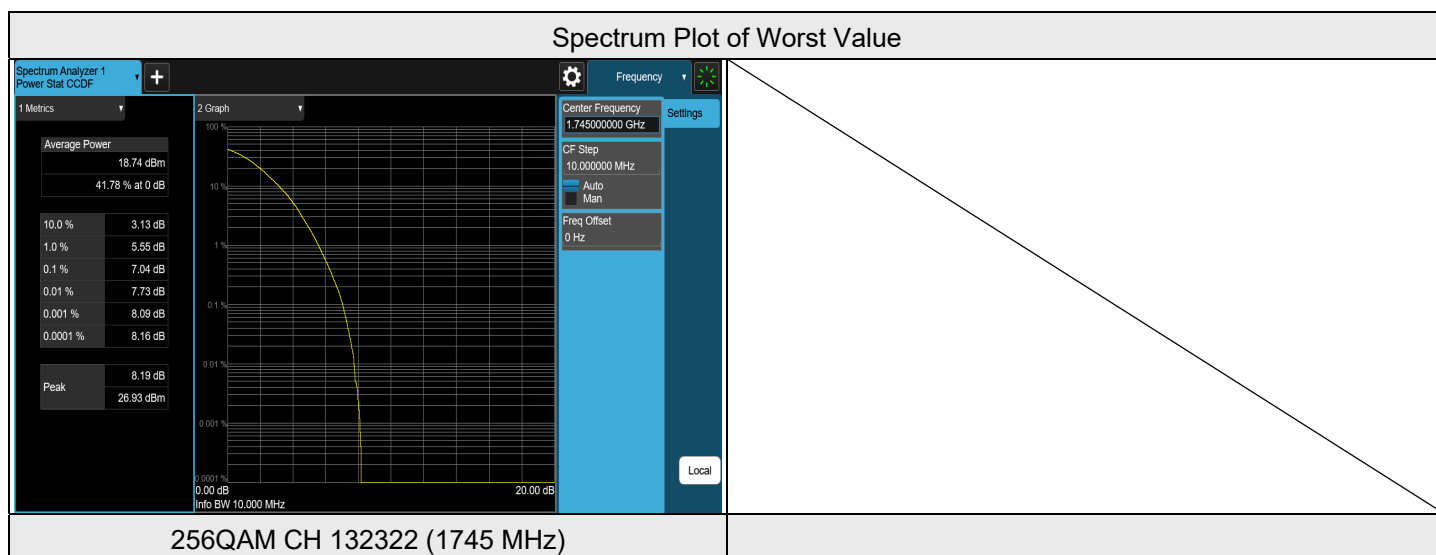 Spectrum Plot of Worst Value
Spectrum Analyzer 1
Power Stat CCDF
Frequency
1 Metrics
2 Graph
Center Frequency
1.745000000 GHz
Settings
CF Step
10.000000 MHz
Auto
Man
Freq Offset
0 Hz
Average Power
18.74 dBm
41.78 % at 0 dB
10.0 % 3.13 dB
1.0 % 5.55 dB
0.1 % 7.04 dB
0.01 % 7.73 dB
0.001 % 8.09 dB
0.0001 % 8.16 dB
Peak 8.19 dB
26.93 dBm
100 %
10 %
1 %
0.1 %
0.01 %
0.001 %
0.0001 %
0.00 dB 20.00 dB
Info BW 10.000 MHz
Local
256QAM CH 132322 (1745 MHz)